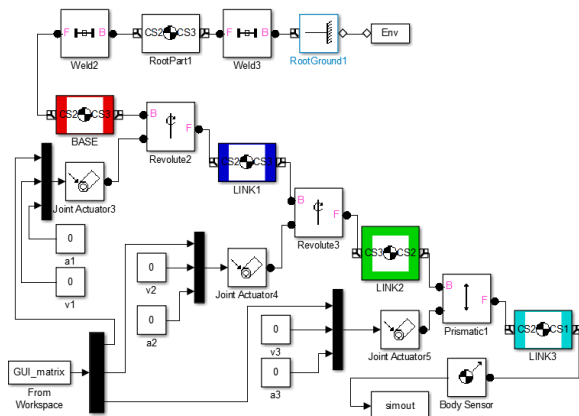 F B CS2 CS3 F B Env
Weld2 RootPart1 Weld3 RootGround1
CS2 CS3 B F
BASE Revolute2 CS2 CS3
LINK1
Joint Actuator3 B F
Revolute3 CS3 CS2
0 LINK2
a1 0
v2 Joint Actuator4 B F
0 Prismatic1 CS2 CS1
v1 0 LINK3
a2 0
v3 Joint Actuator5
GUI_matrix 0
From a3
Workspace
simout Body Sensor